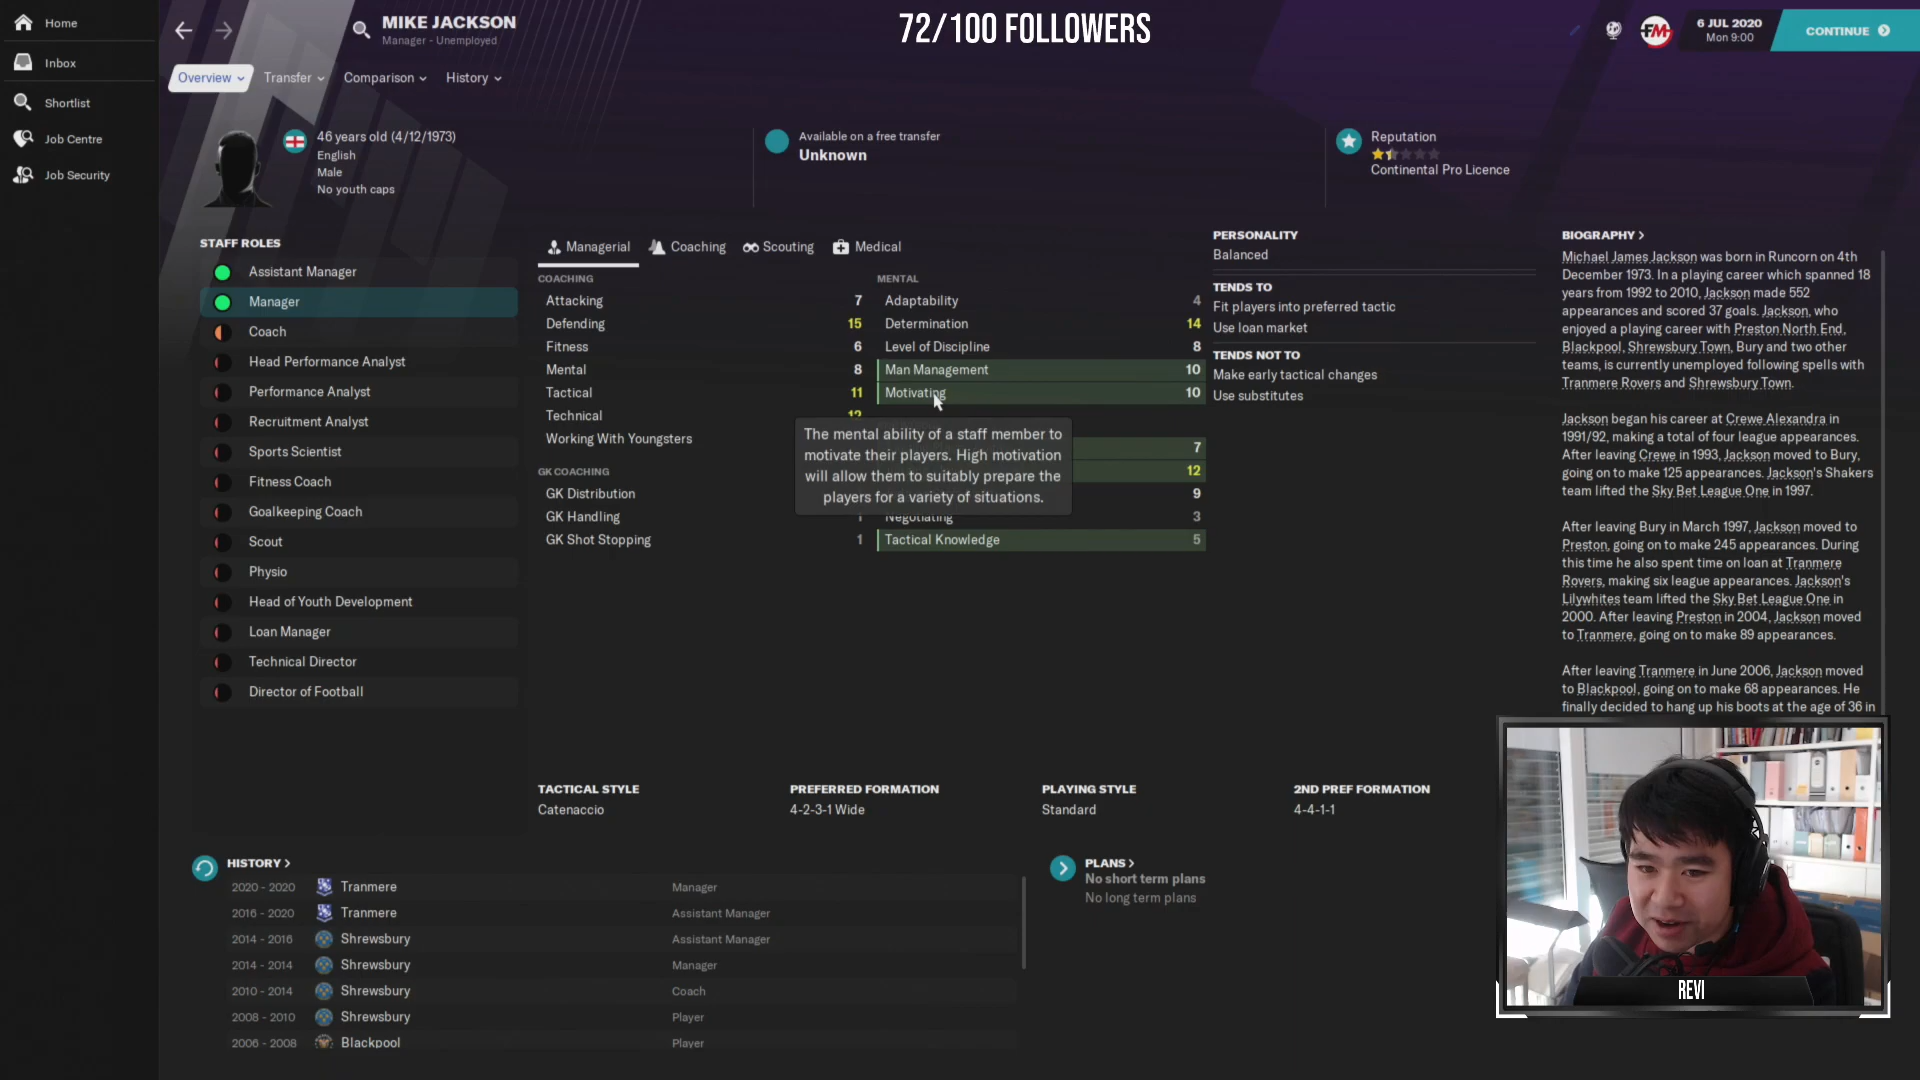 Home
Inbox
Shortlist
Job Centre
Job Security
MIKE JACKSON
Manager - Unemployed
72/100 FOLLOWERS
FM
6 JUL 2020
Mon 9:00
CONTINUE
Overview
Transfer
Comparison
History
46 years old (4/12/1973)
English
Male
No youth caps
Available on a free transfer
Unknown
Reputation
Continental Pro Licence
STAFF ROLES
Assistant Manager
Manager
Coach
Head Performance Analyst
Performance Analyst
Recruitment Analyst
Sports Scientist
Fitness Coach
Goalkeeping Coach
Scout
Physio
Head of Youth Development
Loan Manager
Technical Director
Director of Football
Managerial
Coaching
Scouting
Medical
COACHING
Attacking 7
Defending 15
Fitness 6
Mental 8
Tactical 11
Technical 12
Working With Youngsters
GK COACHING
GK Distribution
GK Handling 1
GK Shot Stopping 1
MENTAL
Adaptability 4
Determination 14
Level of Discipline 8
Man Management 10
Motivating 10
The mental ability of a staff member to
motivate their players. High motivation
will allow them to suitably prepare the
players for a variety of situations.
7
12
9
Negotiating 3
Tactical Knowledge 5
PERSONALITY
Balanced
TENDS TO
Fit players into preferred tactic
Use loan market
TENDS NOT TO
Make early tactical changes
Use substitutes
BIOGRAPHY >
Michael James Jackson was born in Runcorn on 4th
December 1973. In a playing career which spanned 18
years from 1992 to 2010, Jackson made 552
appearances and scored 37 goals. Jackson, who
enjoyed a playing career with Preston North End,
Blackpool, Shrewsbury Town, Bury and two other
teams, is currently unemployed following spells with
Tranmere Rovers and Shrewsbury Town.
Jackson began his career at Crewe Alexandra in
1991/92, making a total of four league appearances.
After leaving Crewe in 1993, Jackson moved to Bury,
going on to make 125 appearances. Jackson's Shakers
team lifted the Sky Bet League One in 1997.
After leaving Bury in March 1997, Jackson moved to
Preston, going on to make 245 appearances. During
this time he also spent time on loan at Tranmere
Rovers, making six league appearances. Jackson's
Lilywhites team lifted the Sky Bet League One in
2000. After leaving Preston in 2004, Jackson moved
to Tranmere, going on to make 89 appearances.
After leaving Tranmere in June 2006, Jackson moved
to Blackpool, going on to make 68 appearances. He
finally decided to hang up his boots at the age of 36 in
TACTICAL STYLE
Catenaccio
PREFERRED FORMATION
4-2-3-1 Wide
PLAYING STYLE
Standard
2ND PREF FORMATION
4-4-1-1
HISTORY >
2020 - 2020 Tranmere Manager
2016 - 2020 Tranmere Assistant Manager
2014 - 2016 Shrewsbury Assistant Manager
2014 - 2014 Shrewsbury Manager
2010 - 2014 Shrewsbury Coach
2008 - 2010 Shrewsbury Player
2006 - 2008 Blackpool Player
PLANS >
No short term plans
No long term plans
REVI